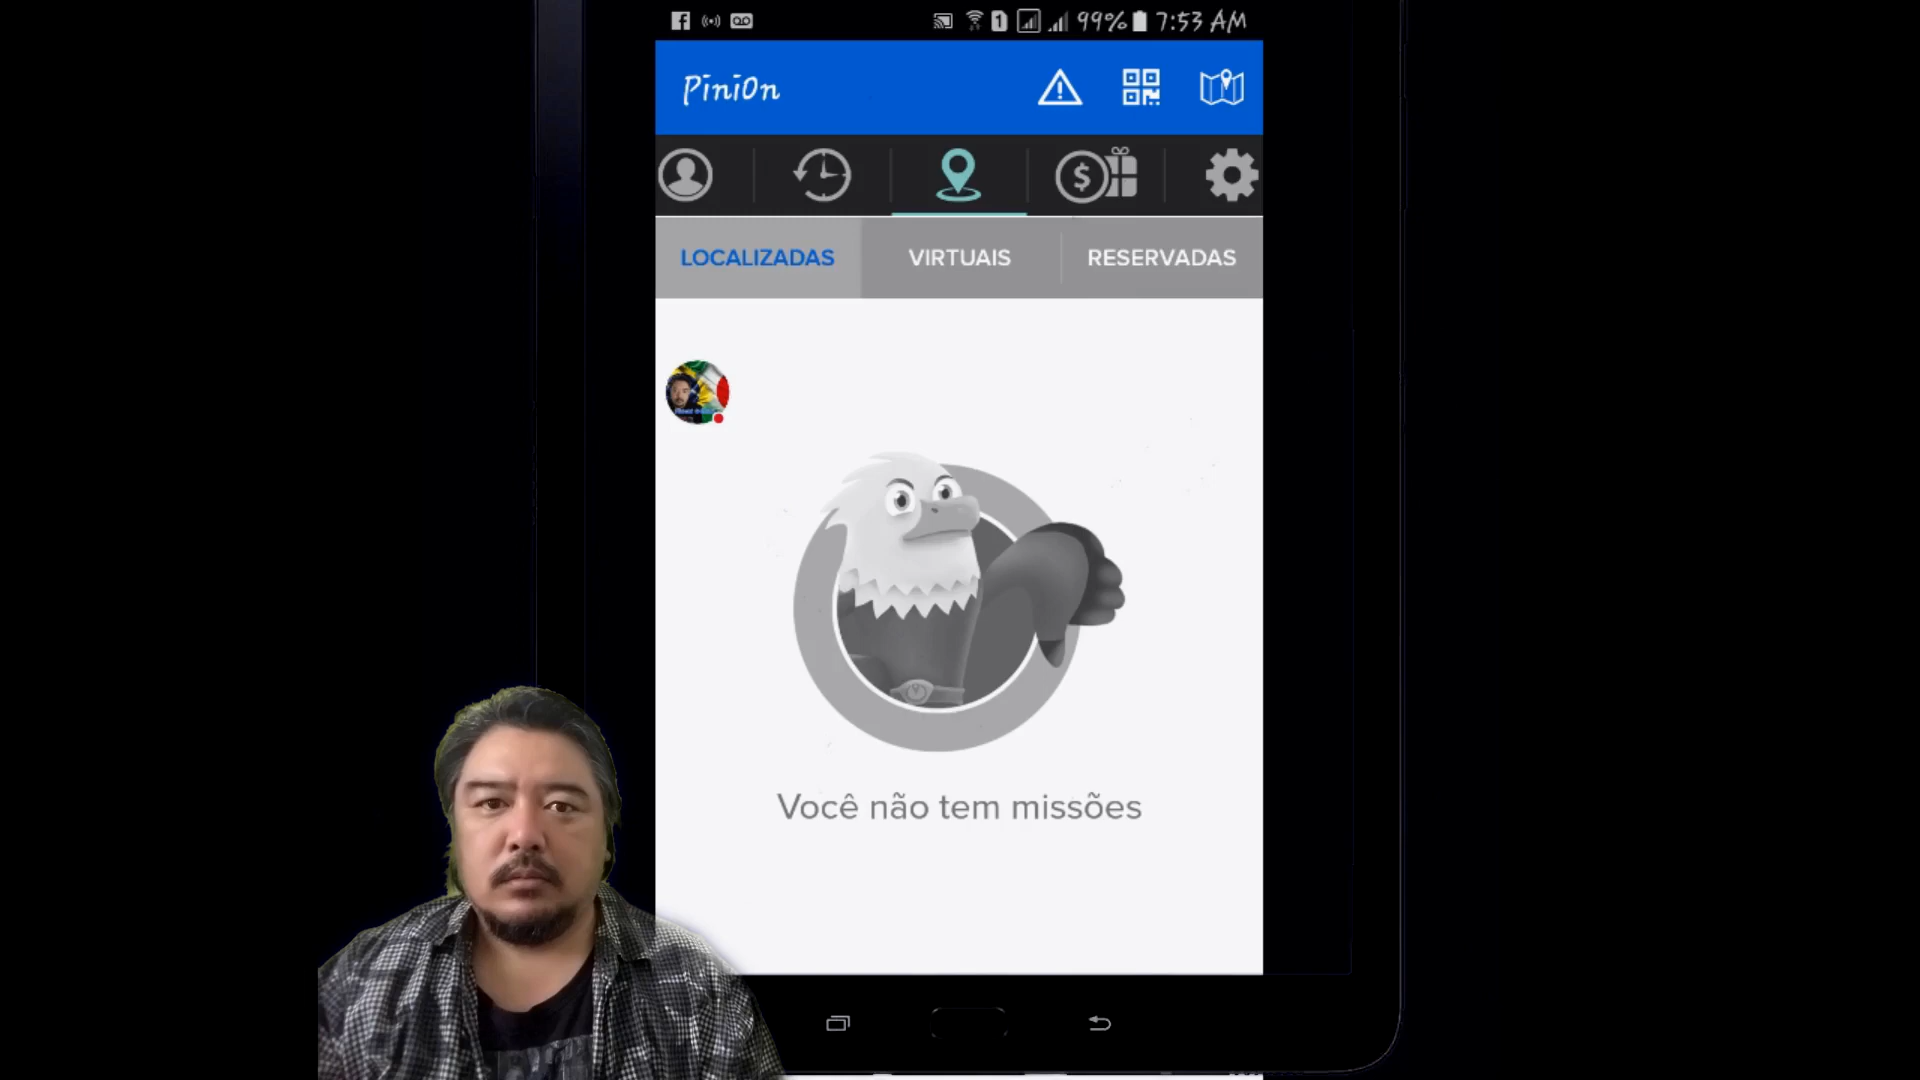 99% 7:53 AM
PiniOn
LOCALIZADAS VIRTUAIS RESERVADAS
Você não tem missões